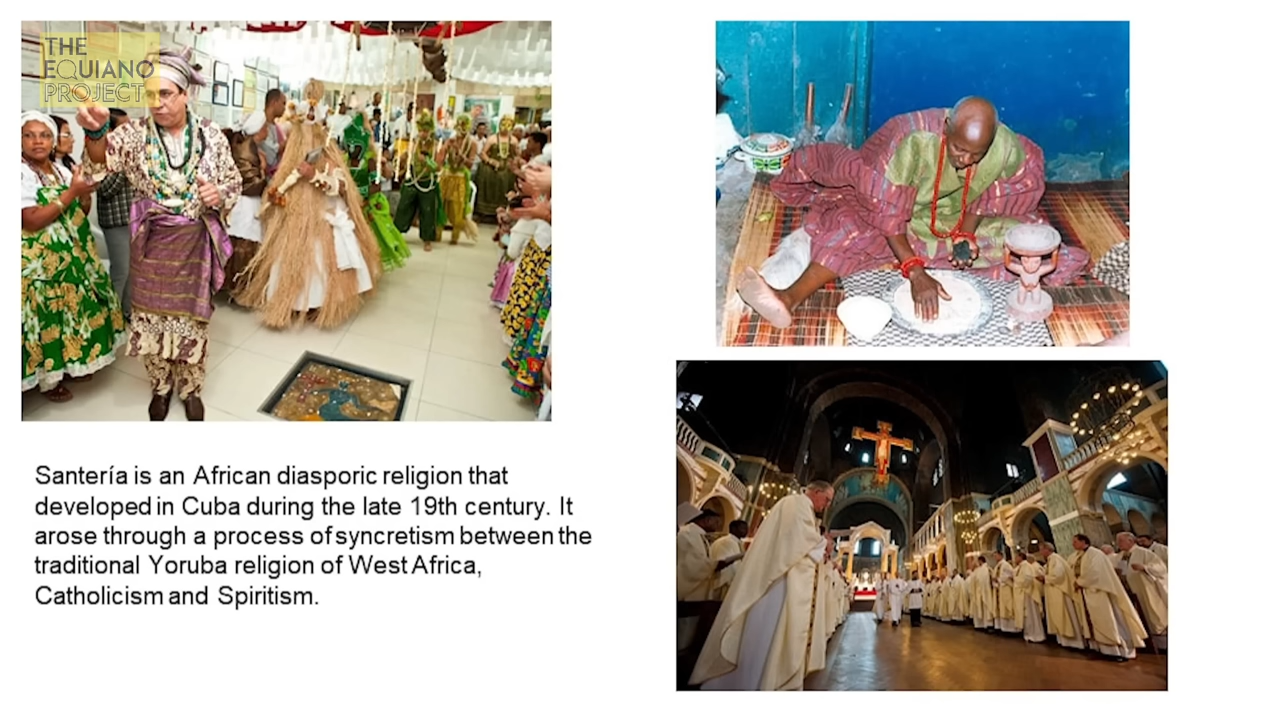 THE
EQUIANO
PROJECT
Santería is an African diasporic religion that
developed in Cuba during the late 19th century. It
arose through a process of syncretism between the
traditional Yoruba religion of West Africa,
Catholicism and Spiritism.